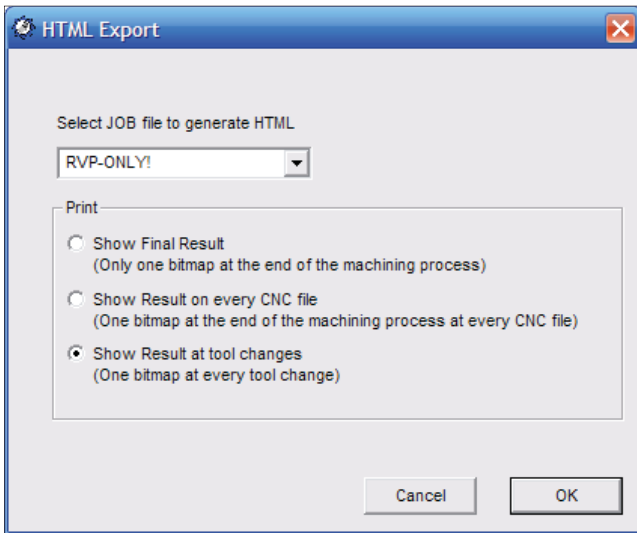 HTML Export
Select JOB file to generate HTML
RVP-ONLY!
Print
Show Final Result
(Only one bitmap at the end of the machining process)
Show Result on every CNC file
(One bitmap at the end of the machining process at every CNC file)
Show Result at tool changes
(One bitmap at every tool change)
Cancel
OK